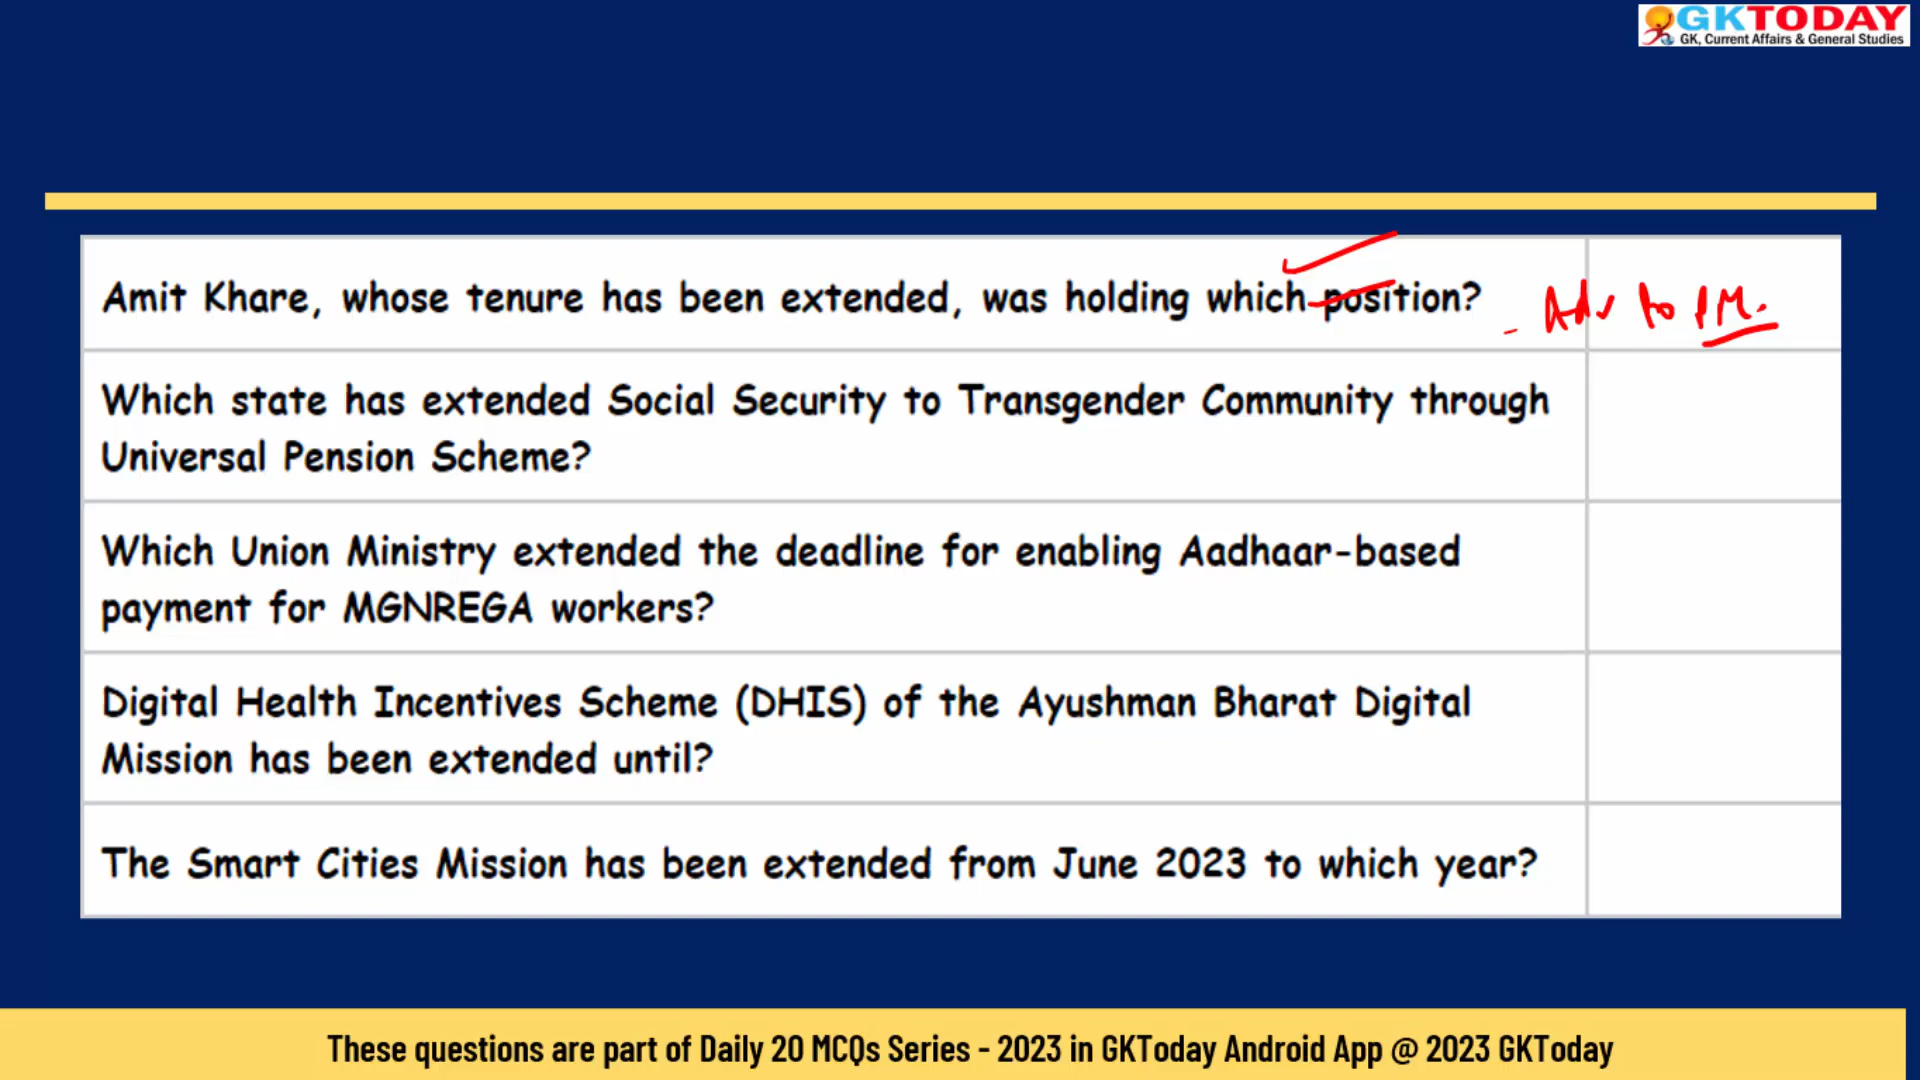 GKTODAY
GK, Current Affairs & General Studies
Amit Khare, whose tenure has been extended, was holding which position?
- Adv to PM.
Which state has extended Social Security to Transgender Community through
Universal Pension Scheme?
Which Union Ministry extended the deadline for enabling Aadhaar-based
payment for MGNREGA workers?
Digital Health Incentives Scheme (DHIS) of the Ayushman Bharat Digital
Mission has been extended until?
The Smart Cities Mission has been extended from June 2023 to which year?
These questions are part of Daily 20 MCQs Series - 2023 in GKToday Android App @ 2023 GKToday